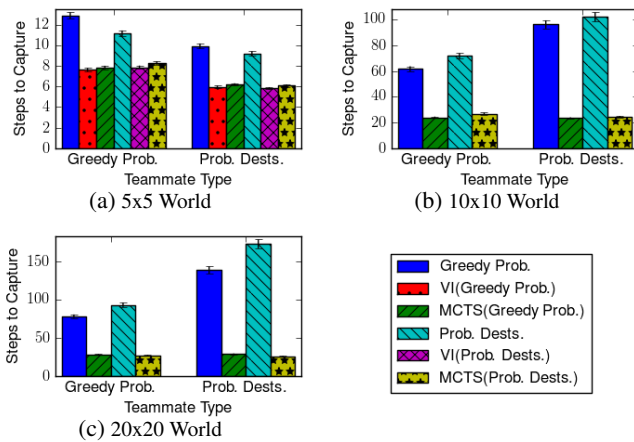 12
10
8
6
4
2
0
Steps to Capture
Greedy Prob.
Prob. Dests.
Teammate Type
(a) 5x5 World
100
80
60
40
20
0
Steps to Capture
Greedy Prob.
Prob. Dests.
Teammate Type
(b) 10x10 World
150
100
50
0
Steps to Capture
Greedy Prob.
Prob. Dests.
Teammate Type
(c) 20x20 World
Greedy Prob.
VI(Greedy Prob.)
MCTS(Greedy Prob.)
Prob. Dests.
VI(Prob. Dests.)
MCTS(Prob. Dests.)